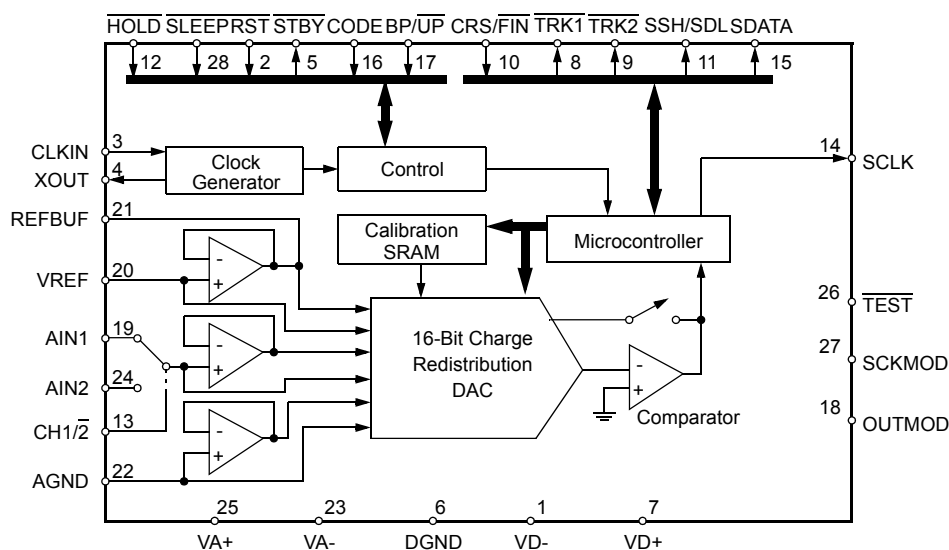 HOLD SLEEP RST STBY CODE BP/UP CRS/FIN TRK1 TRK2 SSH/SDL SDATA
12 28 2 5 16 17 10 8 9 11 15
CLKIN 3
XOUT 4
Clock
Generator
Control
14 SCLK
REFBUF 21
Calibration
SRAM
Microcontroller
VREF 20
-
+
26 TEST
AIN1 19
-
+
16-Bit Charge
Redistribution
DAC
27 SCKMOD
AIN2 24
-
+
Comparator
18 OUTMOD
CH1/2 13
-
+
AGND 22
25 23 6 1 7
VA+ VA- DGND VD- VD+